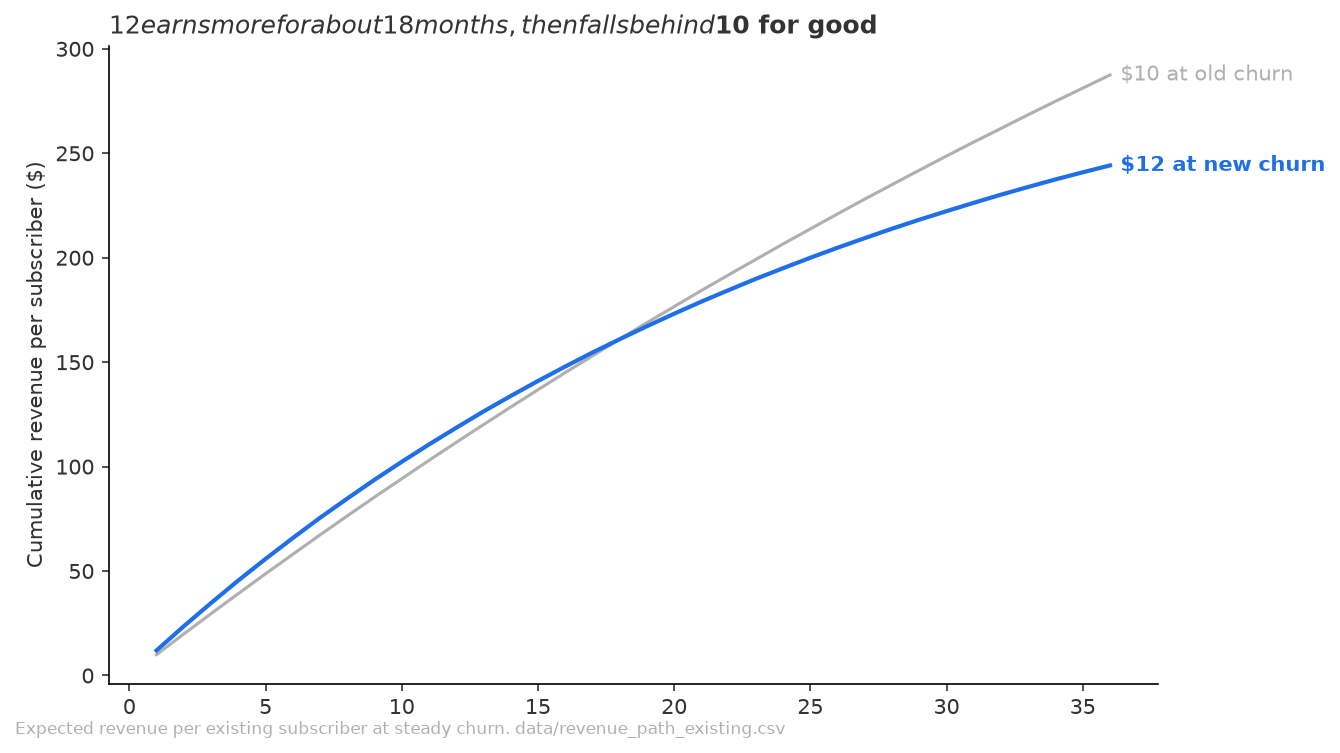 12earnsmoreforabout18months,thenfallsbehind10 for good
300
250
200
150
100
50
0
Cumulative revenue per subscriber ($)
$10 at old churn
$12 at new churn
0 5 10 15 20 25 30 35
Expected revenue per existing subscriber at steady churn. data/revenue_path_existing.csv